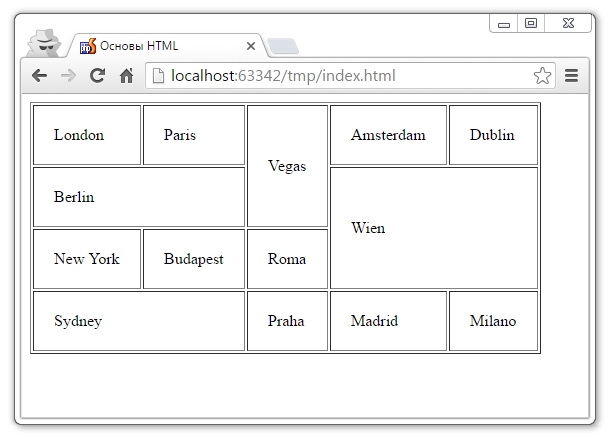 Основы HTML
localhost:63342/tmp/index.html
London Paris Vegas Amsterdam Dublin
Berlin Wien
New York Budapest Roma
Sydney Praha Madrid Milano